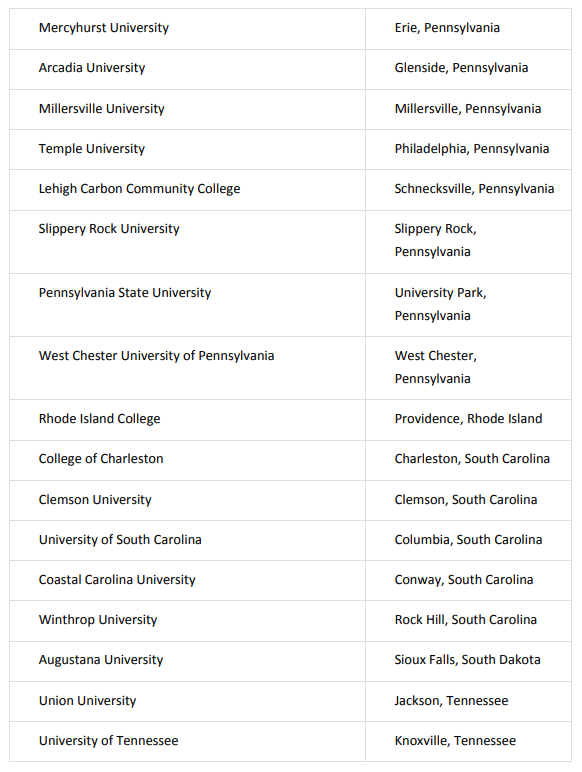 Mercyhurst University Erie, Pennsylvania
Arcadia University Glenside, Pennsylvania
Millersville University Millersville, Pennsylvania
Temple University Philadelphia, Pennsylvania
Lehigh Carbon Community College Schnecksville, Pennsylvania
Slippery Rock University Slippery Rock,
Pennsylvania
Pennsylvania State University University Park,
Pennsylvania
West Chester University of Pennsylvania West Chester,
Pennsylvania
Rhode Island College Providence, Rhode Island
College of Charleston Charleston, South Carolina
Clemson University Clemson, South Carolina
University of South Carolina Columbia, South Carolina
Coastal Carolina University Conway, South Carolina
Winthrop University Rock Hill, South Carolina
Augustana University Sioux Falls, South Dakota
Union University Jackson, Tennessee
University of Tennessee Knoxville, Tennessee